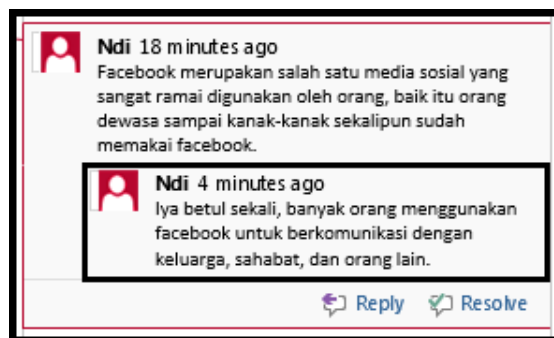 Ndi 18 minutes ago
Facebook merupakan salah satu media sosial yang
sangat ramai digunakan oleh orang, baik itu orang
dewasa sampai kanak-kanak sekalipun sudah
memakai facebook.
Ndi 4 minutes ago
Iya betul sekali, banyak orang menggunakan
facebook untuk berkomunikasi dengan
keluarga, sahabat, dan orang lain.
Reply Resolve